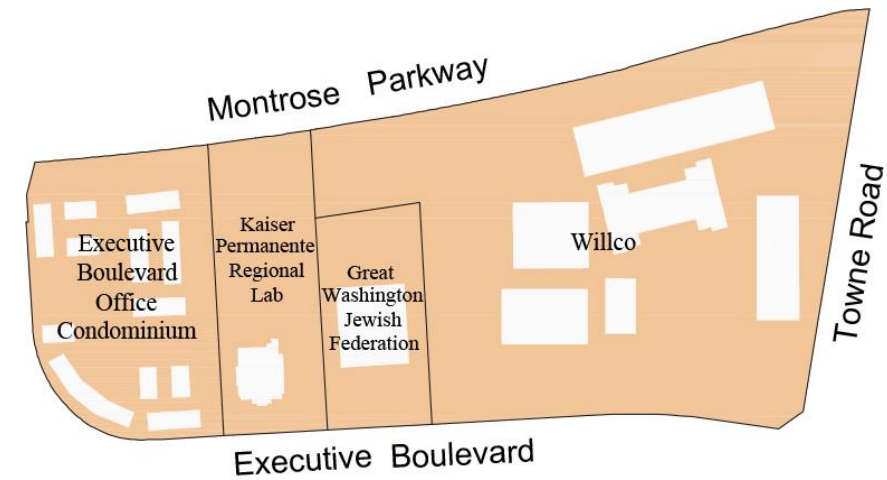 Montrose Parkway
Executive
Boulevard
Office
Condominium
Kaiser
Permanente
Regional
Lab
Great
Washington
Jewish
Federation
Willco
Towne Road
Executive Boulevard